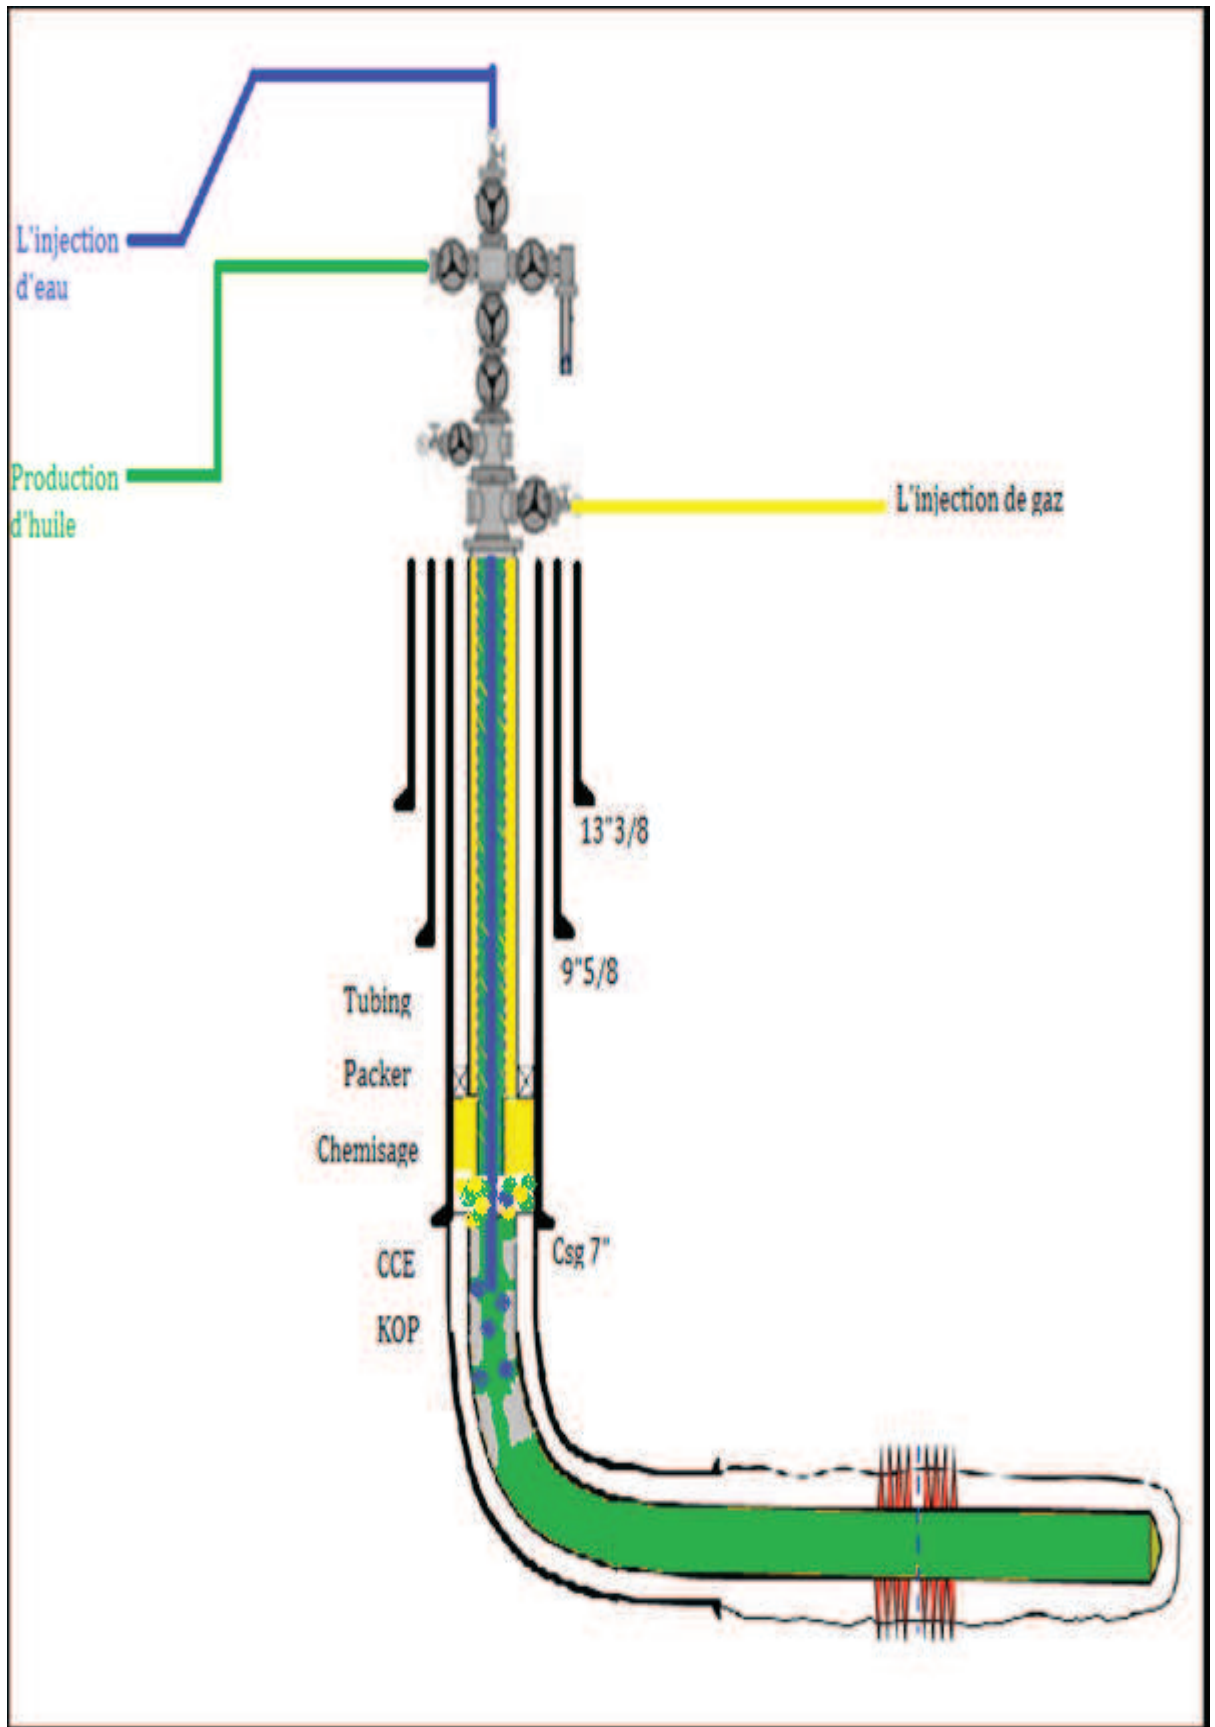 L'injection
d'eau
Production
d'huile
L'injection de gaz
13"3/8
9"5/8
Tubing
Packer
Chemisage
Csg 7"
CCE
KOP